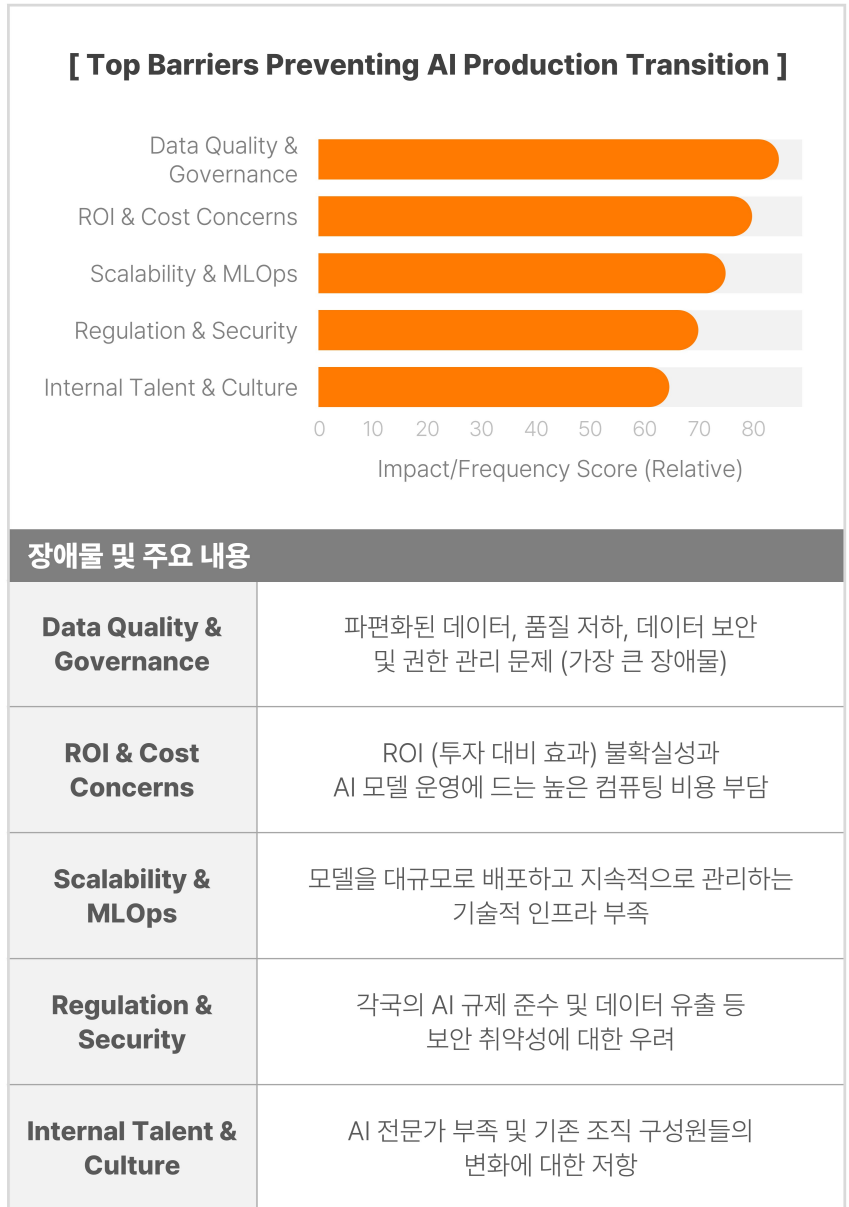 [ Top Barriers Preventing AI Production Transition ]
Data Quality &
Governance
ROI & Cost Concerns
Scalability & MLOps
Regulation & Security
Internal Talent & Culture
0 10 20 30 40 50 60 70 80
Impact/Frequency Score (Relative)
장애물 및 주요 내용
Data Quality &
Governance
파편화된 데이터, 품질 저하, 데이터 보안
및 권한 관리 문제 (가장 큰 장애물)
ROI & Cost
Concerns
ROI (투자 대비 효과) 불확실성과
AI 모델 운영에 드는 높은 컴퓨팅 비용 부담
Scalability &
MLOps
모델을 대규모로 배포하고 지속적으로 관리하는
기술적 인프라 부족
Regulation &
Security
각국의 AI 규제 준수 및 데이터 유출 등
보안 취약성에 대한 우려
Internal Talent &
Culture
AI 전문가 부족 및 기존 조직 구성원들의
변화에 대한 저항